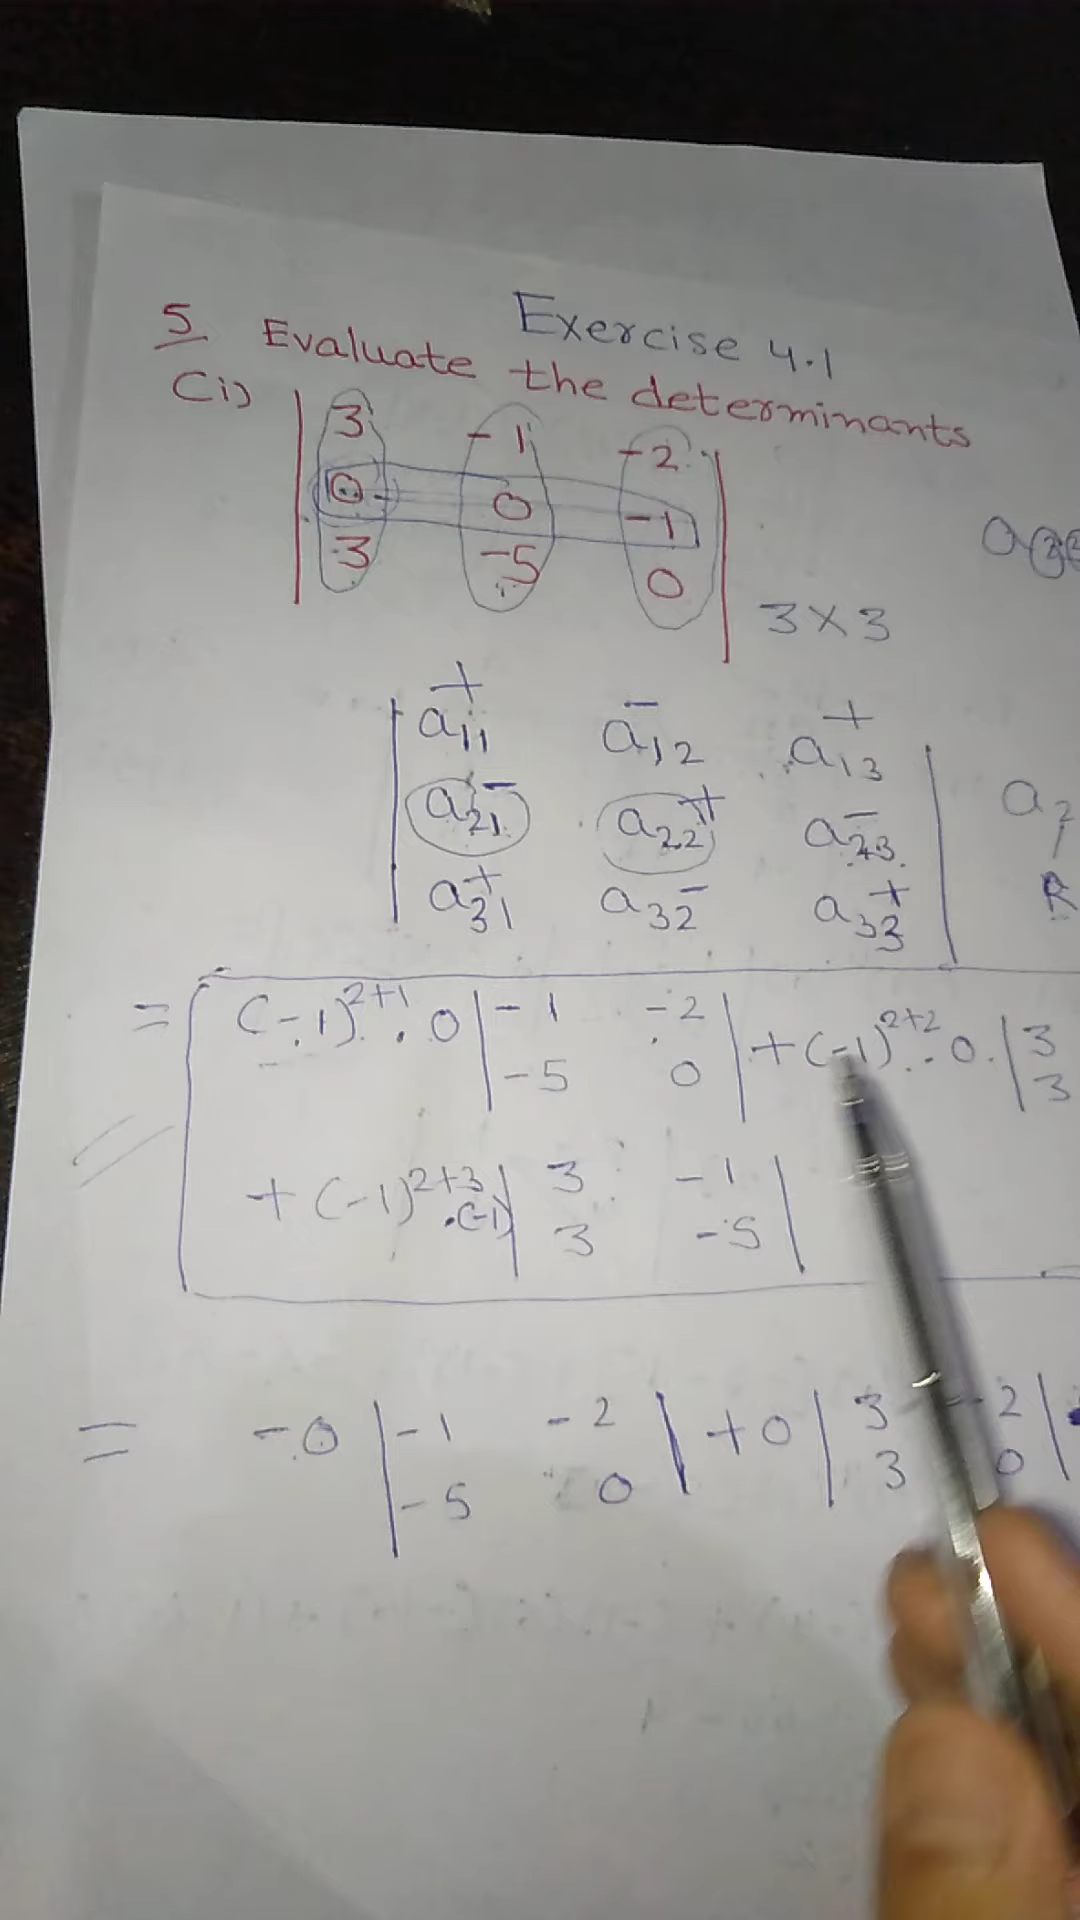 Exercise 4.1
5 Evaluate the determinants
(i) | 3 -1 -2 |
| 0 0 -1 |
| 3 -5 0 | 3×3
| a11 + a12 - a13 + |
| a21 - a22 + a23 - | a2
| a31 + a32 - a33 + | R
= (-1)^2+1 . 0 | -1 -2 | + (-1)^2+2 . 0 . | 3
| -5 0 | | 3
+ (-1)^2+3 .(-1) | 3 -1 |
| 3 -5 |
= -0 | -1 -2 | +0 | 3 -2 |
| -5 0 | | 3 0 |